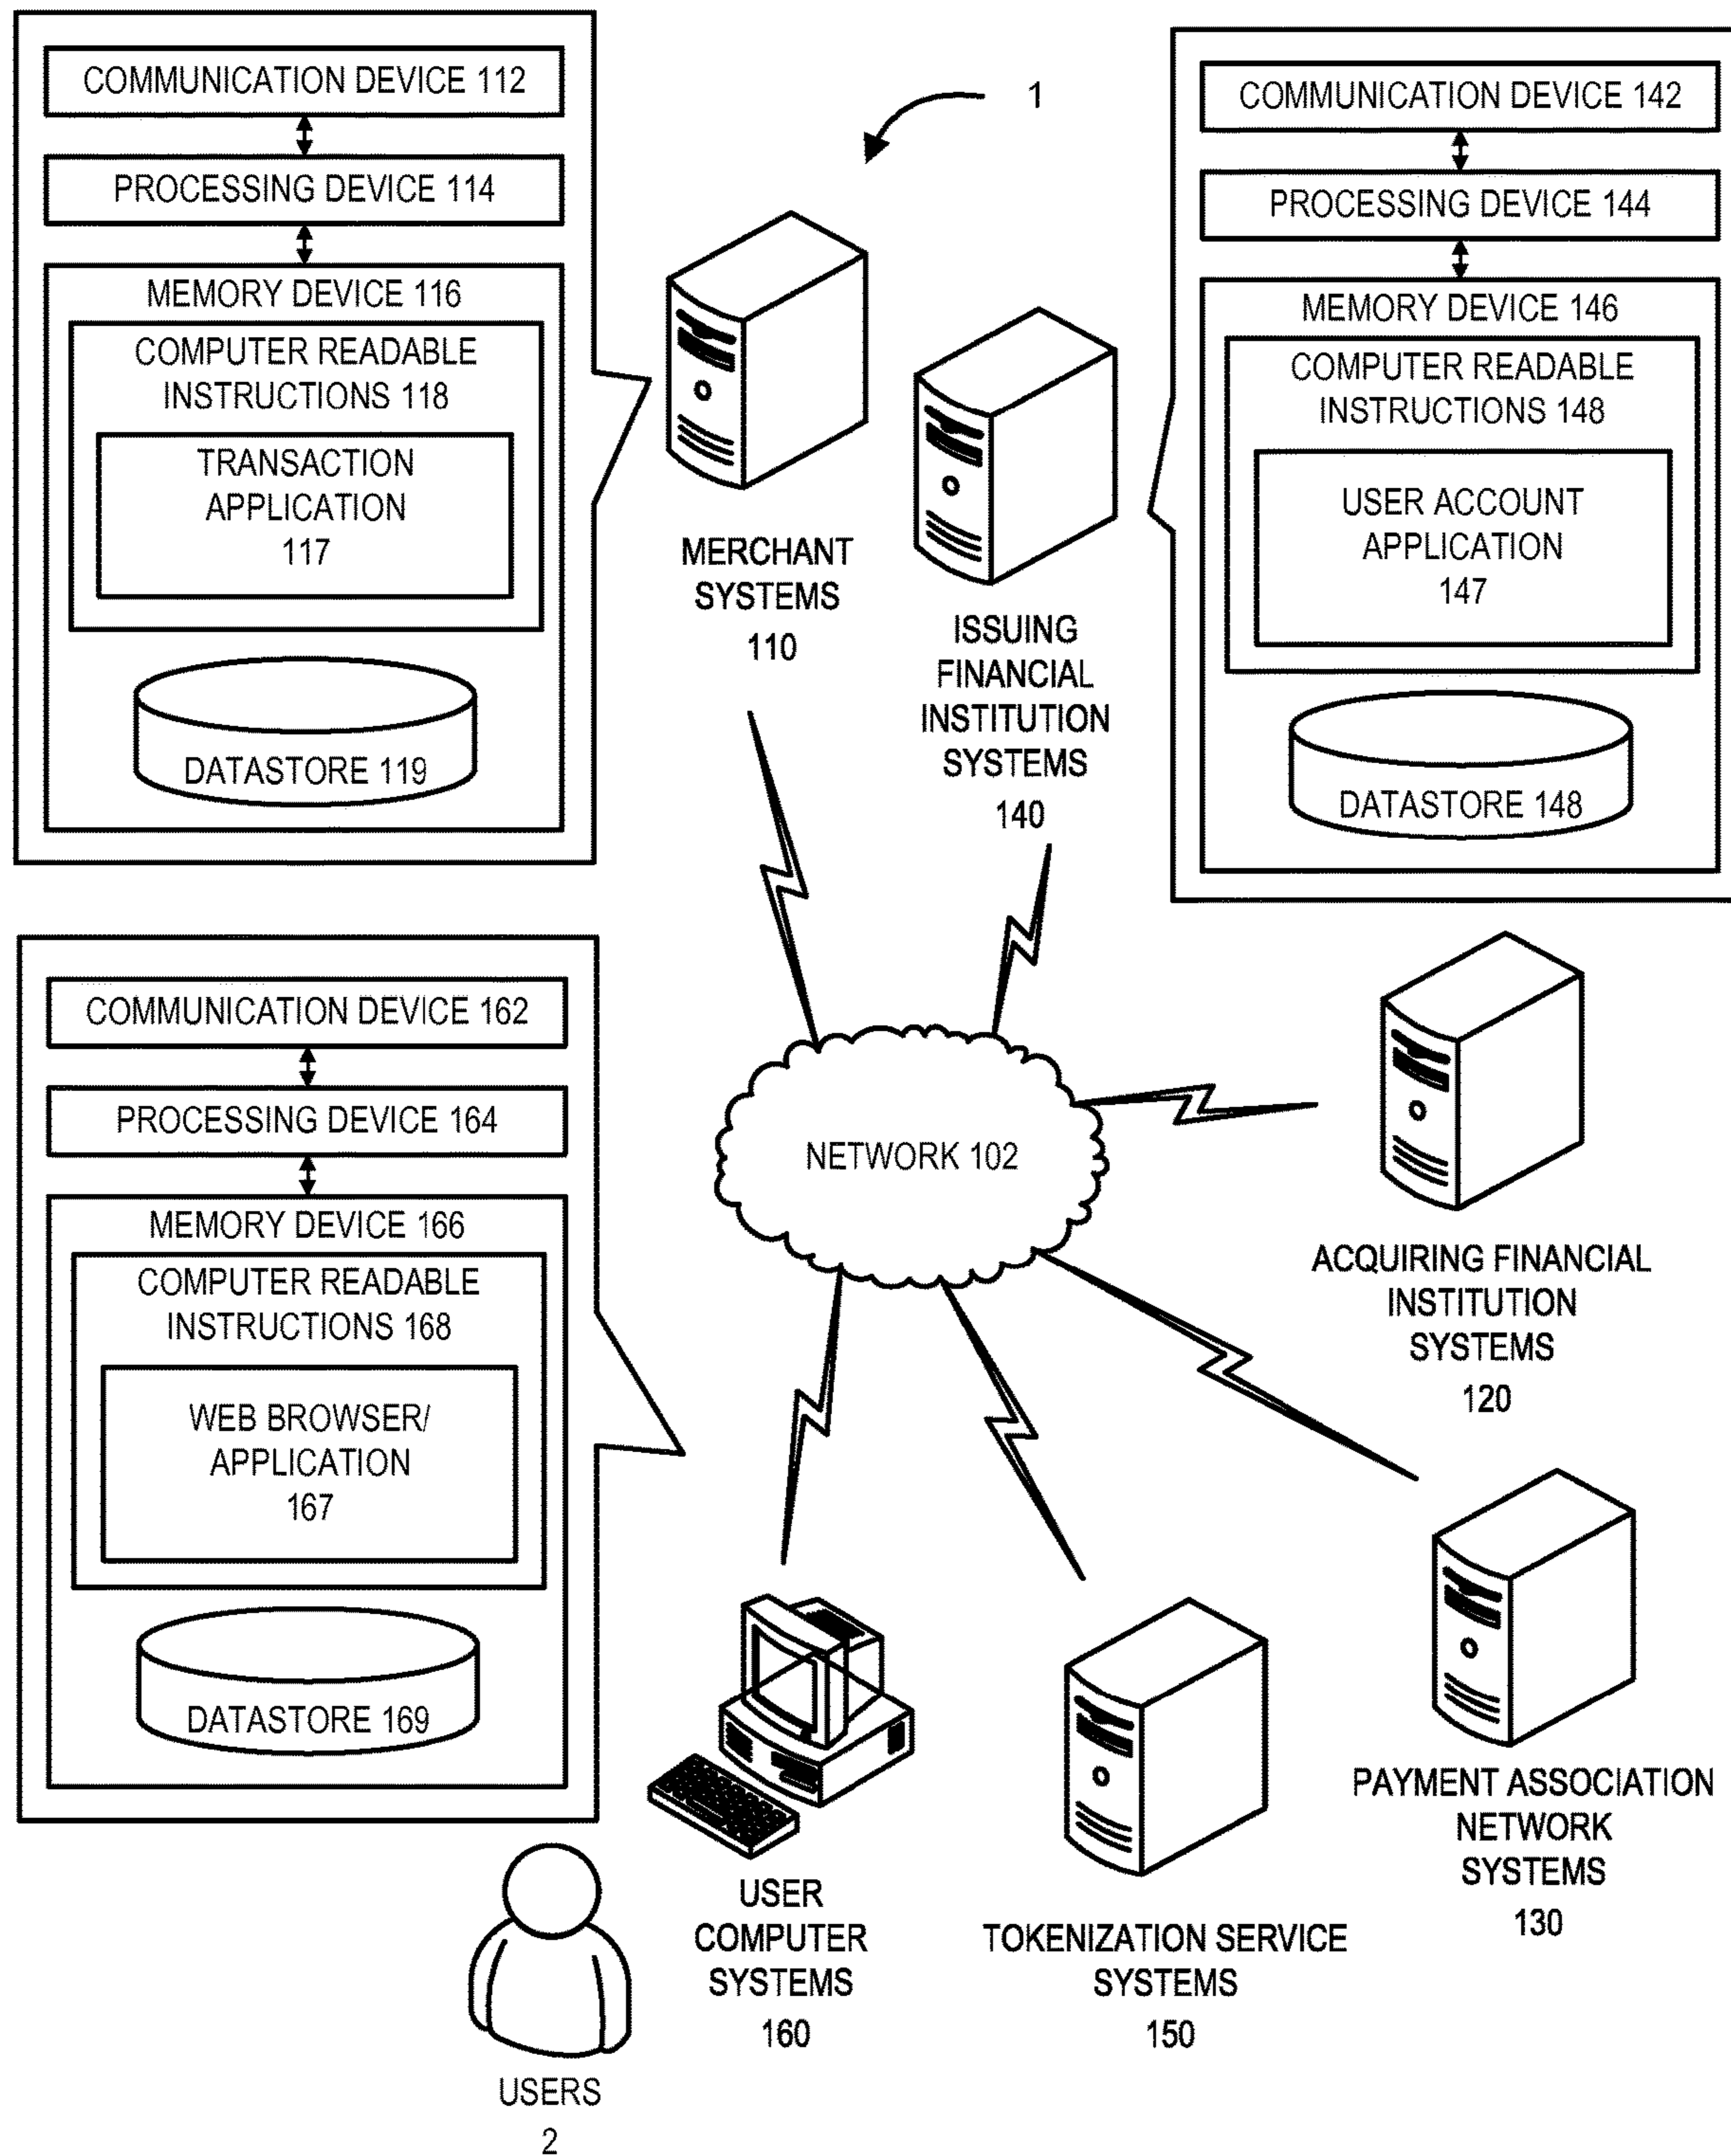 COMMUNICATION DEVICE 112
PROCESSING DEVICE 114
MEMORY DEVICE 116
COMPUTER READABLE
INSTRUCTIONS 118
TRANSACTION
APPLICATION
117
DATASTORE 119
1
MERCHANT
SYSTEMS
110
ISSUING
FINANCIAL
INSTITUTION
SYSTEMS
140
COMMUNICATION DEVICE 142
PROCESSING DEVICE 144
MEMORY DEVICE 146
COMPUTER READABLE
INSTRUCTIONS 148
USER ACCOUNT
APPLICATION
147
DATASTORE 148
COMMUNICATION DEVICE 162
PROCESSING DEVICE 164
MEMORY DEVICE 166
COMPUTER READABLE
INSTRUCTIONS 168
WEB BROWSER/
APPLICATION
167
DATASTORE 169
NETWORK 102
ACQUIRING FINANCIAL
INSTITUTION
SYSTEMS
120
PAYMENT ASSOCIATION
NETWORK
SYSTEMS
130
TOKENIZATION SERVICE
SYSTEMS
150
USER
COMPUTER
SYSTEMS
160
USERS
2